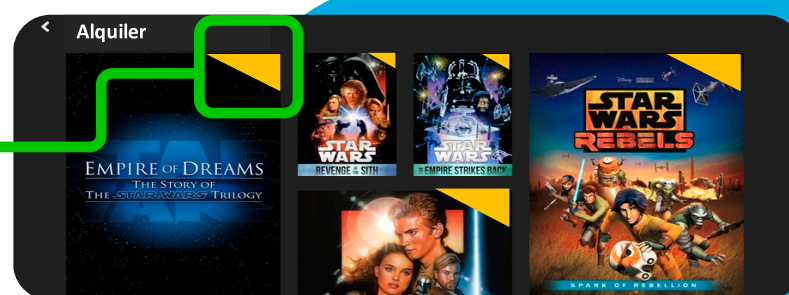 Alquiler
EMPIRE OF DREAMS
THE STORY OF
THE STAR WARS TRILOGY
STAR
WARS
REVENGE OF THE SITH
STAR
WARS
THE EMPIRE STRIKES BACK
Disney
STAR
WARS
REBELS
SPARK OF REBELLION